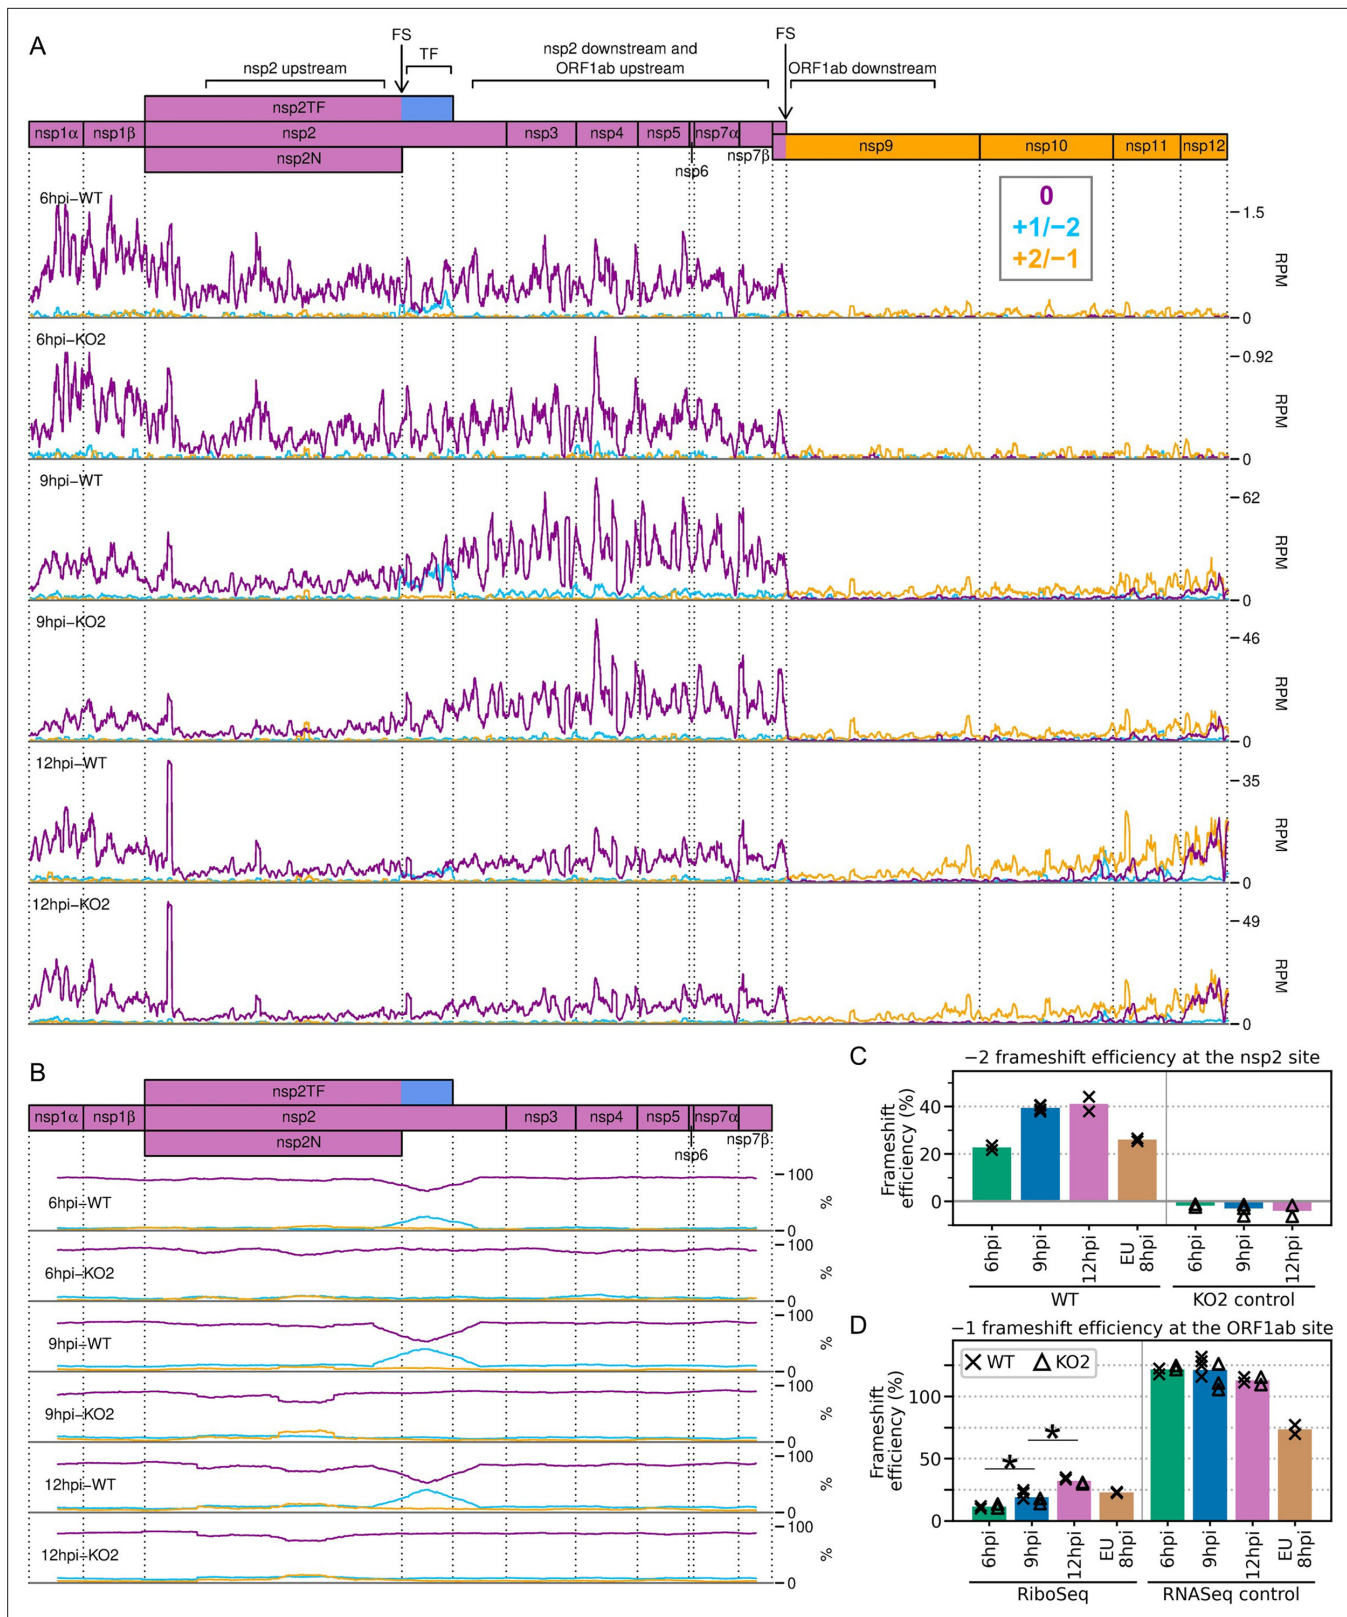 A
FS
FS
TF
nsp2 upstream
nsp2 downstream and
ORF1ab upstream
ORF1ab downstream
nsp2TF
nsp1α
nsp1β
nsp2
nsp3
nsp4
nsp5
nsp7α
nsp2N
nsp6
nsp7β
nsp9
nsp10
nsp11
nsp12
0
+1/−2
+2/−1
6hpi−WT
1.5
RPM
0
6hpi−KO2
0.92
RPM
0
9hpi−WT
62
RPM
0
9hpi−KO2
46
RPM
0
12hpi−WT
35
RPM
0
12hpi−KO2
49
RPM
0
B
nsp2TF
nsp1α
nsp1β
nsp2
nsp3
nsp4
nsp5
nsp7α
nsp2N
nsp6
nsp7β
6hpi−WT
100
%
0
6hpi−KO2
100
%
0
9hpi−WT
100
%
0
9hpi−KO2
100
%
0
12hpi−WT
100
%
0
12hpi−KO2
100
%
0
C
−2 frameshift efficiency at the nsp2 site
Frameshift
efficiency (%)
40
20
0
6hpi
9hpi
12hpi
EU
8hpi
6hpi
9hpi
12hpi
WT
KO2 control
D
−1 frameshift efficiency at the ORF1ab site
WT
KO2
Frameshift
efficiency (%)
100
50
0
*
*
6hpi
9hpi
12hpi
EU
8hpi
6hpi
9hpi
12hpi
EU
8hpi
RiboSeq
RNASeq control